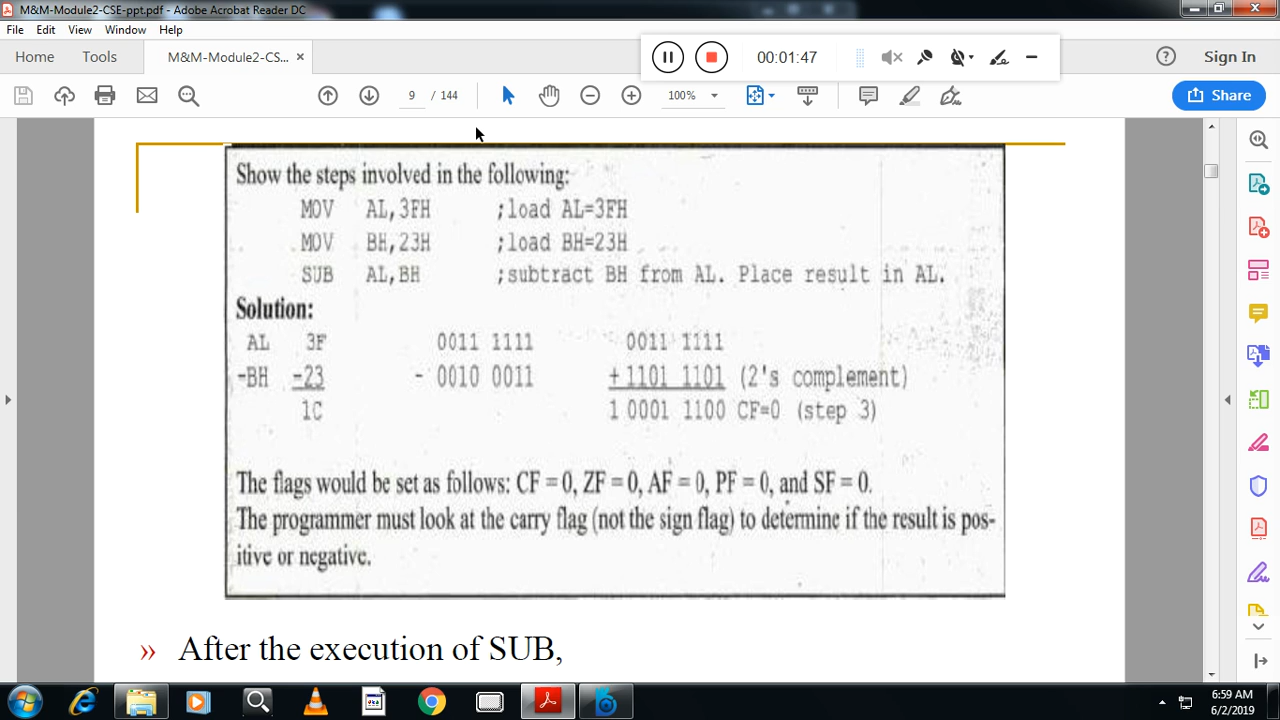 M&M-Module2-CSE-ppt.pdf - Adobe Acrobat Reader DC
File Edit View Window Help
Home Tools M&M-Module2-CS... × 00:01:47 Sign In
9 / 144 100% Share
Show the steps involved in the following:
MOV AL,3FH ;load AL=3FH
MOV BH,23H ;load BH=23H
SUB AL,BH ;subtract BH from AL. Place result in AL.
Solution:
AL 3F 0011 1111 0011 1111
-BH -23 - 0010 0011 +1101 1101 (2's complement)
1C 1 0001 1100 CF=0 (step 3)
The flags would be set as follows: CF = 0, ZF = 0, AF = 0, PF = 0, and SF = 0.
The programmer must look at the carry flag (not the sign flag) to determine if the result is pos-
itive or negative.
» After the execution of SUB,
6:59 AM
6/2/2019